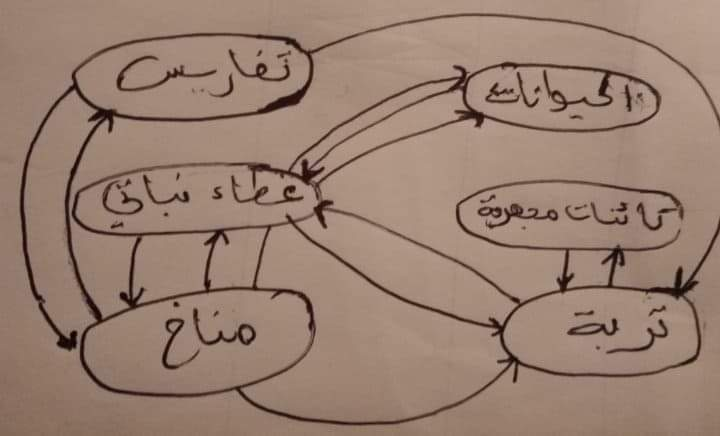 تضاريس
الحيوانات
غطاء نباتي
كائنات مجهرية
مناخ
تربة